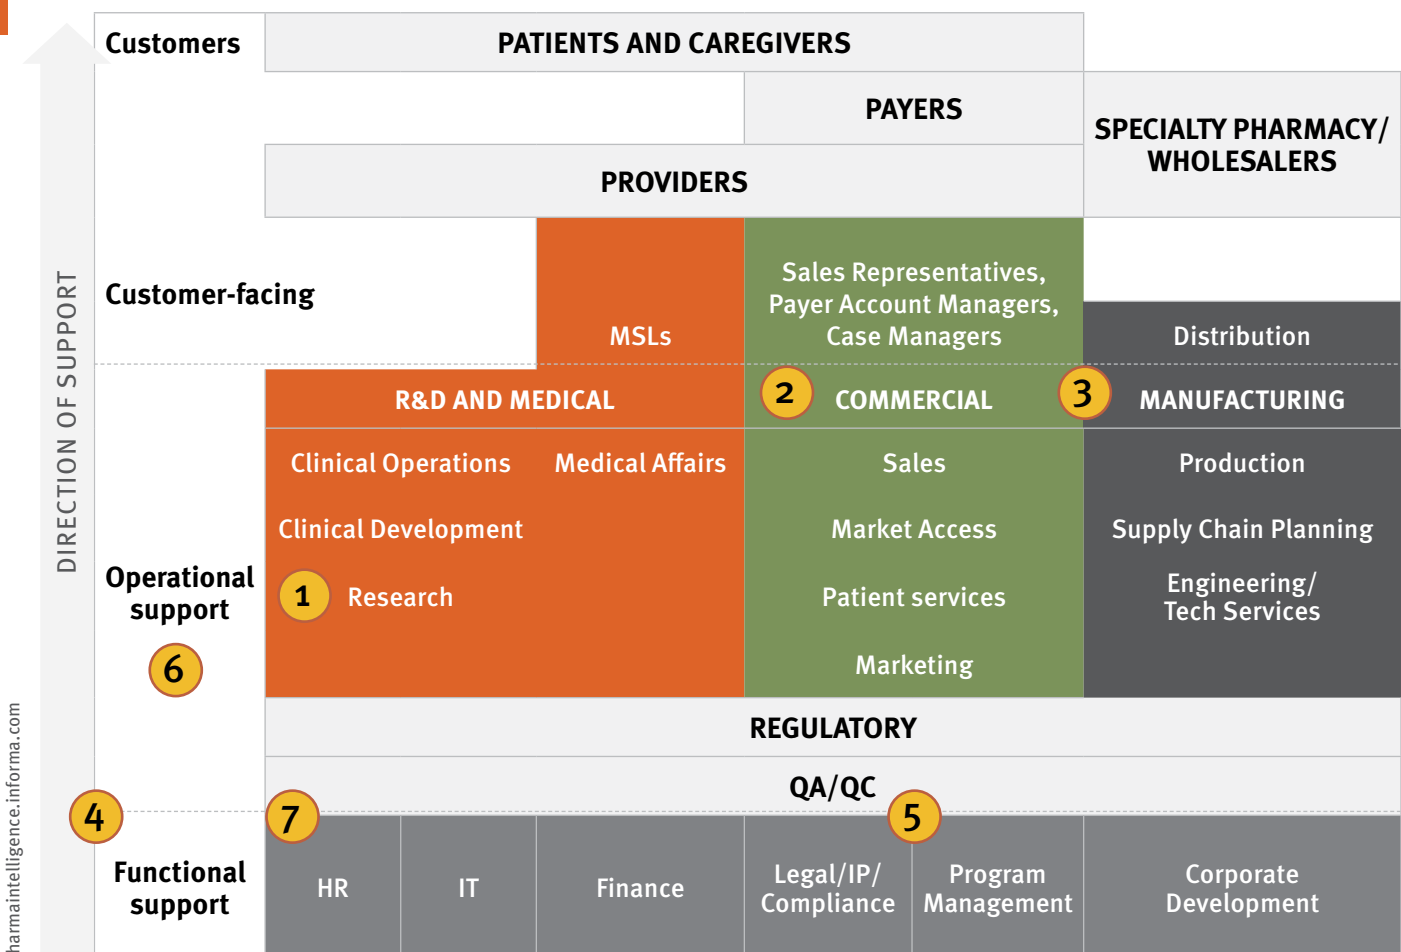 Customers
PATIENTS AND CAREGIVERS
PAYERS
SPECIALTY PHARMACY/
WHOLESALERS
PROVIDERS
DIRECTION OF SUPPORT
Customer-facing
MSLs
Sales Representatives,
Payer Account Managers,
Case Managers
Distribution
R&D AND MEDICAL
2
COMMERCIAL
3
MANUFACTURING
Operational
support
6
Clinical Operations
Medical Affairs
Sales
Production
Clinical Development
Market Access
Supply Chain Planning
1
Research
Patient services
Engineering/
Tech Services
Marketing
REGULATORY
QA/QC
4
7
5
Functional
support
HR
IT
Finance
Legal/IP/
Compliance
Program
Management
Corporate
Development
harmaintelligence.informa.com